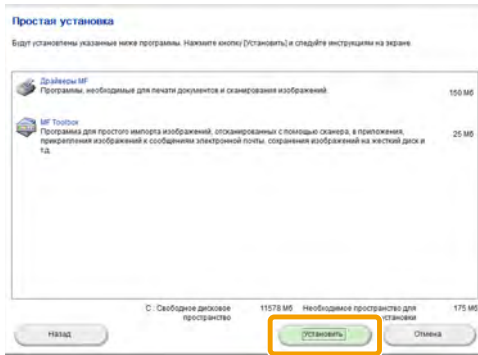 Простая установка
Будут установлены указанные ниже программы. Нажмите кнопку [Установить] и следуйте инструкциям на экране.
Драйверы MF
Программы, необходимые для печати документов и сканирования изображений.
150 Мб
MF Toolbox
Программа для простого импорта изображений, отсканированных с помощью сканера, в приложения,
25 Мб
прикрепления изображений к сообщениям электронной почты, сохранения изображений на жесткий диск и
т.д.
C : Свободное дисковое
пространство
11578 Мб
Необходимое пространство для
установки
175 Мб
Назад
Установить
Отмена